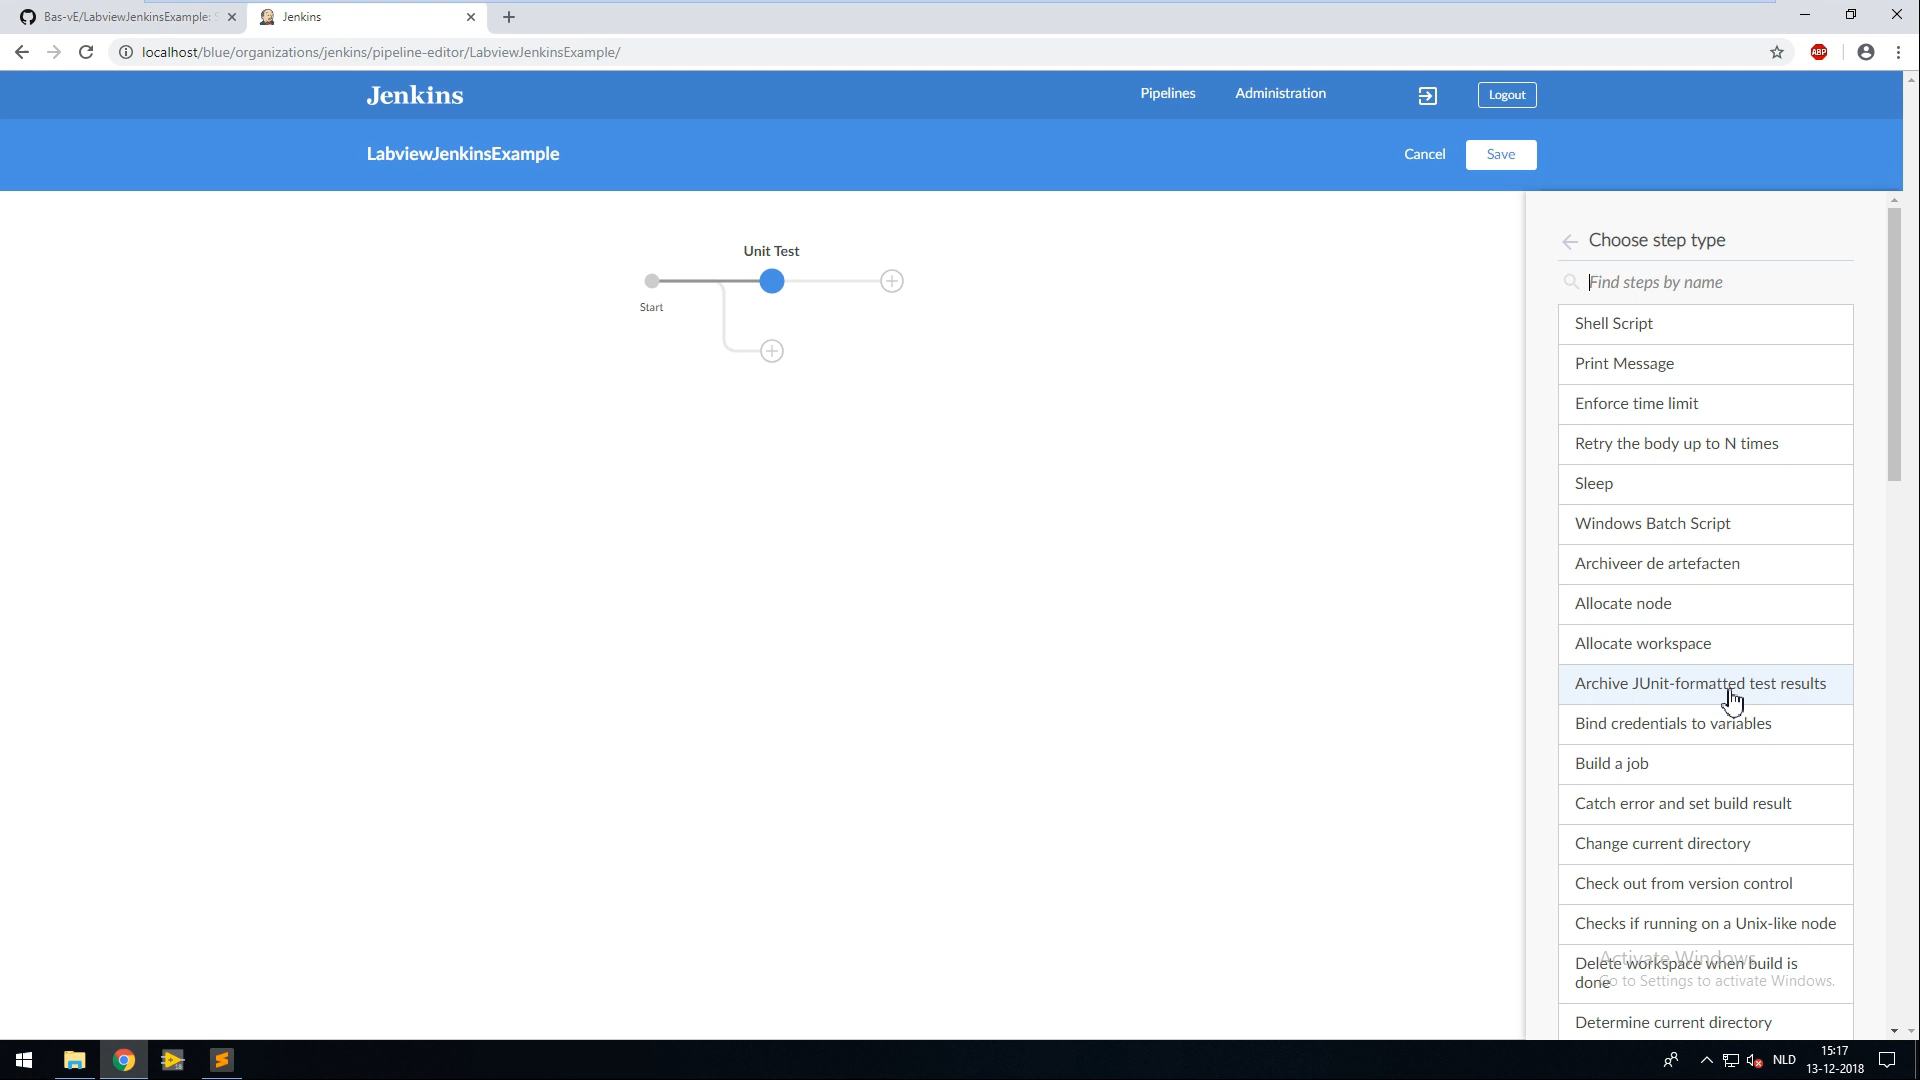 Bas-vE/LabviewJenkinsExample: S
Jenkins
localhost/blue/organizations/jenkins/pipeline-editor/LabviewJenkinsExample/
ABP
Jenkins
Pipelines
Administration
Logout
LabviewJenkinsExample
Cancel
Save
Unit Test
Start
Choose step type
Find steps by name
Shell Script
Print Message
Enforce time limit
Retry the body up to N times
Sleep
Windows Batch Script
Archiveer de artefacten
Allocate node
Allocate workspace
Archive JUnit-formatted test results
Bind credentials to variables
Build a job
Catch error and set build result
Change current directory
Check out from version control
Checks if running on a Unix-like node
Activate Windows
Delete workspace when build is
done
Go to Settings to activate Windows.
Determine current directory
NLD
15:17
13-12-2018